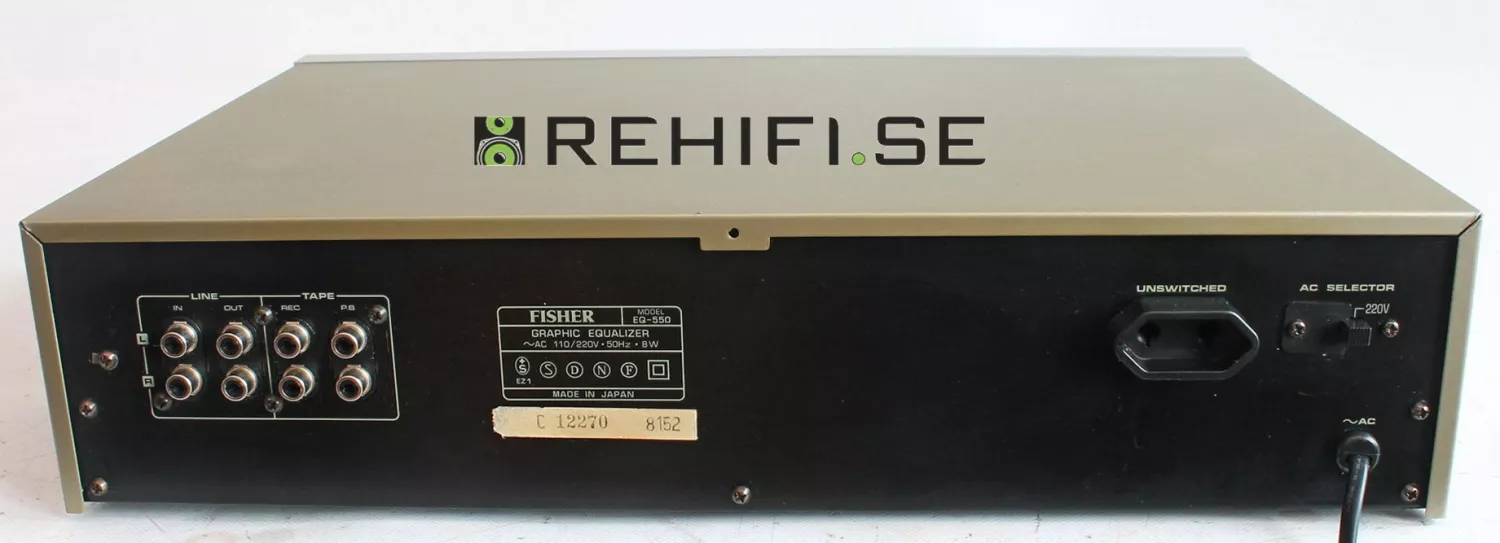 REHIFI.SE
LINE TAPE
IN OUT REC P.B
L
R
FISHER MODEL EQ-550
GRAPHIC EQUALIZER
～AC 110/220V・50Hz・8W
+S S D N F
EZ1
MADE IN JAPAN
C 12270 8152
UNSWITCHED
AC SELECTOR
220V
～AC